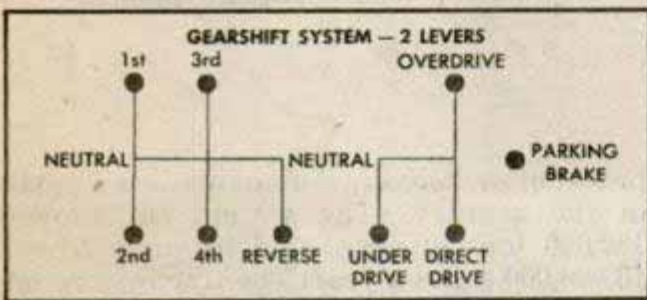 GEARSHIFT SYSTEM — 2 LEVERS
1st 3rd OVERDRIVE
NEUTRAL NEUTRAL PARKING
BRAKE
2nd 4th REVERSE UNDER DIRECT
DRIVE DRIVE